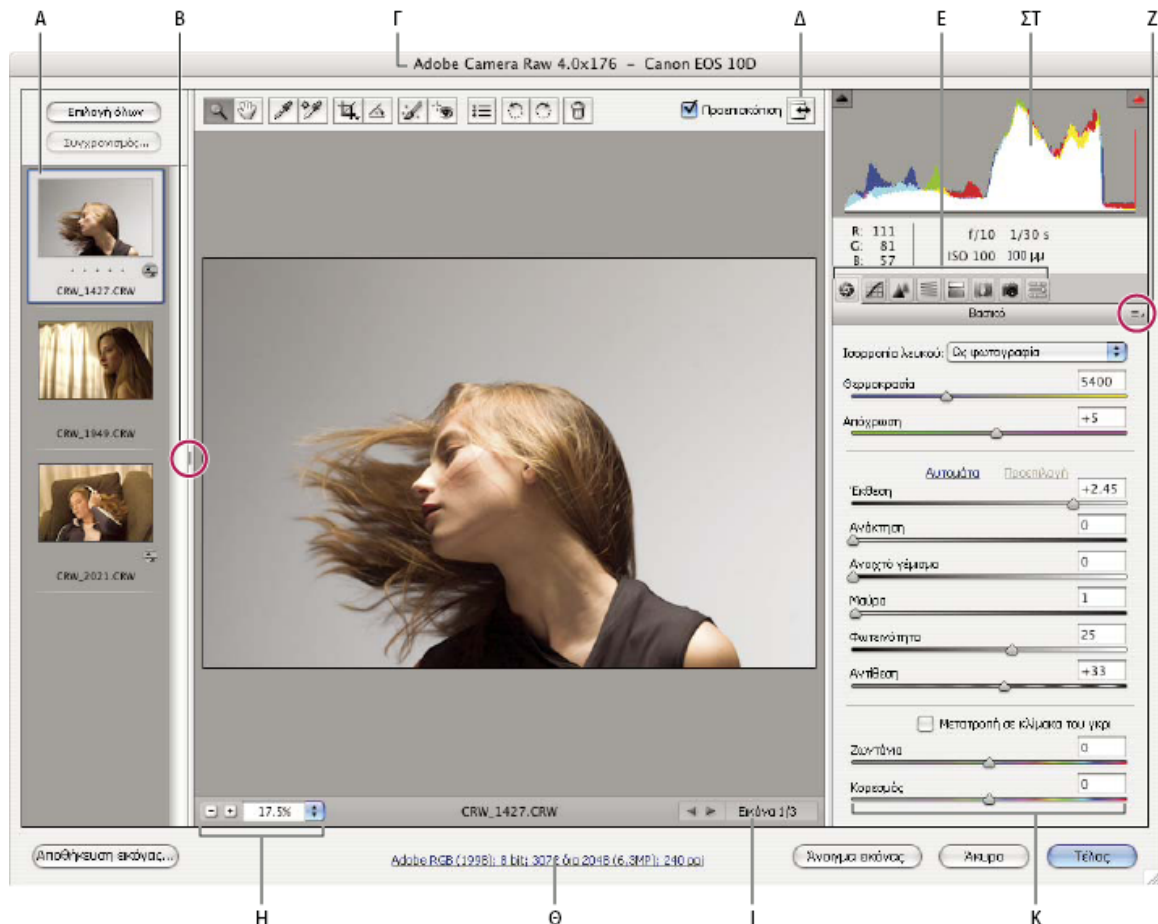 Α Β Γ Δ Ε ΣΤ Ζ
Adobe Camera Raw 4.0x176 – Canon EOS 10D
Επιλογή όλων
Συγχρονισμός...
CRW_1427.CRW
CRW_1949.CRW
CRW_2021.CRW
Προεπισκόπιση
R: 111
G: 81
B: 57
f/10 1/30 s
ISO 100 100 μμ
Βασικό
Ισορροπία λευκού: Ως φωτογραφία
Θερμοκρασία 5400
Απόχρωση +5
Αυτομάτα Προεπιλογή
Έκθεση +2.45
Ανάκτηση 0
Ανοιχτό γέμισμα 0
Μαύρα 1
Φωτεινότητα 25
Αντίθεση +33
Μετατροπή σε κλίμακα του γκρι
Ζωντάνια 0
Κορεσμός 0
17.5% CRW_1427.CRW Εικόνα 1/3
Αποθήκευση εικόνας... Adobe RGB (1998); 8 bit; 3072 δια 2048 (6.3MP); 240 ppi Άνοιγμα εικόνας Άκυρο Τέλος
Η Θ Ι Κ